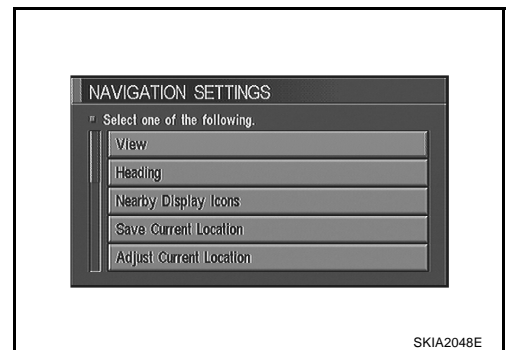 NAVIGATION SETTINGS
Select one of the following.
View
Heading
Nearby Display Icons
Save Current Location
Adjust Current Location
SKIA2048E